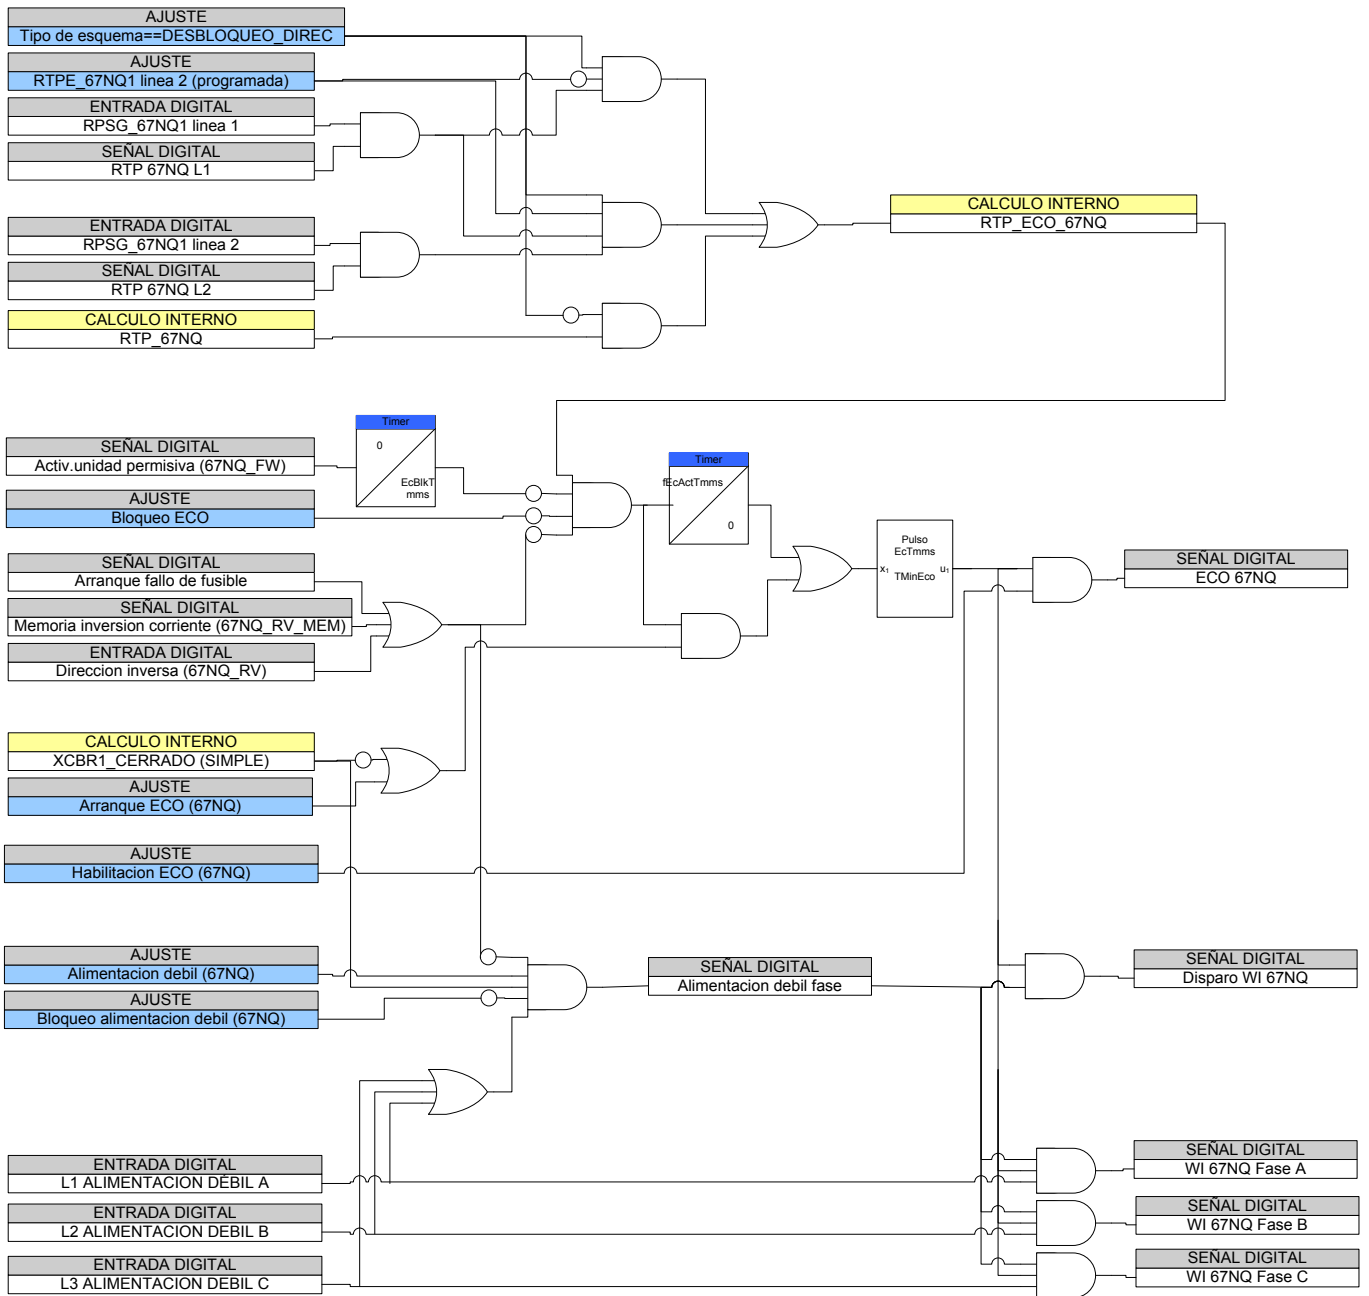 AJUSTE
Tipo de esquema==DESBLOQUEO_DIREC
AJUSTE
RTPE_67NQ1 linea 2 (programada)
ENTRADA DIGITAL
RPSG_67NQ1 linea 1
SEÑAL DIGITAL
RTP 67NQ L1
ENTRADA DIGITAL
RPSG_67NQ1 linea 2
SEÑAL DIGITAL
RTP 67NQ L2
CALCULO INTERNO
RTP_67NQ
CALCULO INTERNO
RTP_ECO_67NQ
SEÑAL DIGITAL
Activ.unidad permisiva (67NQ_FW)
AJUSTE
Bloqueo ECO
Timer
0
EcBlkT
mms
Timer
fEcActTmms
0
Pulso
EcTmms
x1 u1
TMinEco
SEÑAL DIGITAL
ECO 67NQ
SEÑAL DIGITAL
Arranque fallo de fusible
SEÑAL DIGITAL
Memoria inversion corriente (67NQ_RV_MEM)
ENTRADA DIGITAL
Direccion inversa (67NQ_RV)
CALCULO INTERNO
XCBR1_CERRADO (SIMPLE)
AJUSTE
Arranque ECO (67NQ)
AJUSTE
Habilitacion ECO (67NQ)
AJUSTE
Alimentacion debil (67NQ)
AJUSTE
Bloqueo alimentacion debil (67NQ)
SEÑAL DIGITAL
Alimentacion debil fase
SEÑAL DIGITAL
Disparo WI 67NQ
ENTRADA DIGITAL
L1 ALIMENTACION DÉBIL A
ENTRADA DIGITAL
L2 ALIMENTACION DEBIL B
ENTRADA DIGITAL
L3 ALIMENTACION DEBIL C
SEÑAL DIGITAL
WI 67NQ Fase A
SEÑAL DIGITAL
WI 67NQ Fase B
SEÑAL DIGITAL
WI 67NQ Fase C